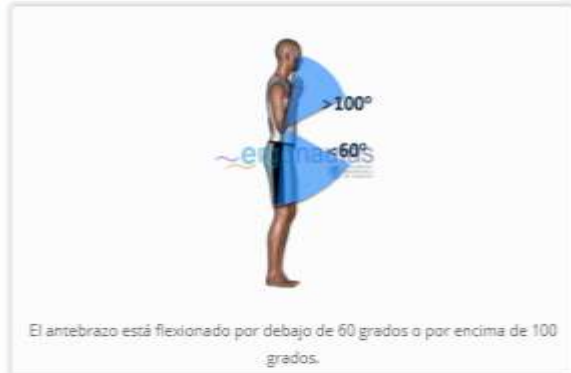 >100º
<60º
El antebrazo está flexionado por debajo de 60 grados o por encima de 100
grados.